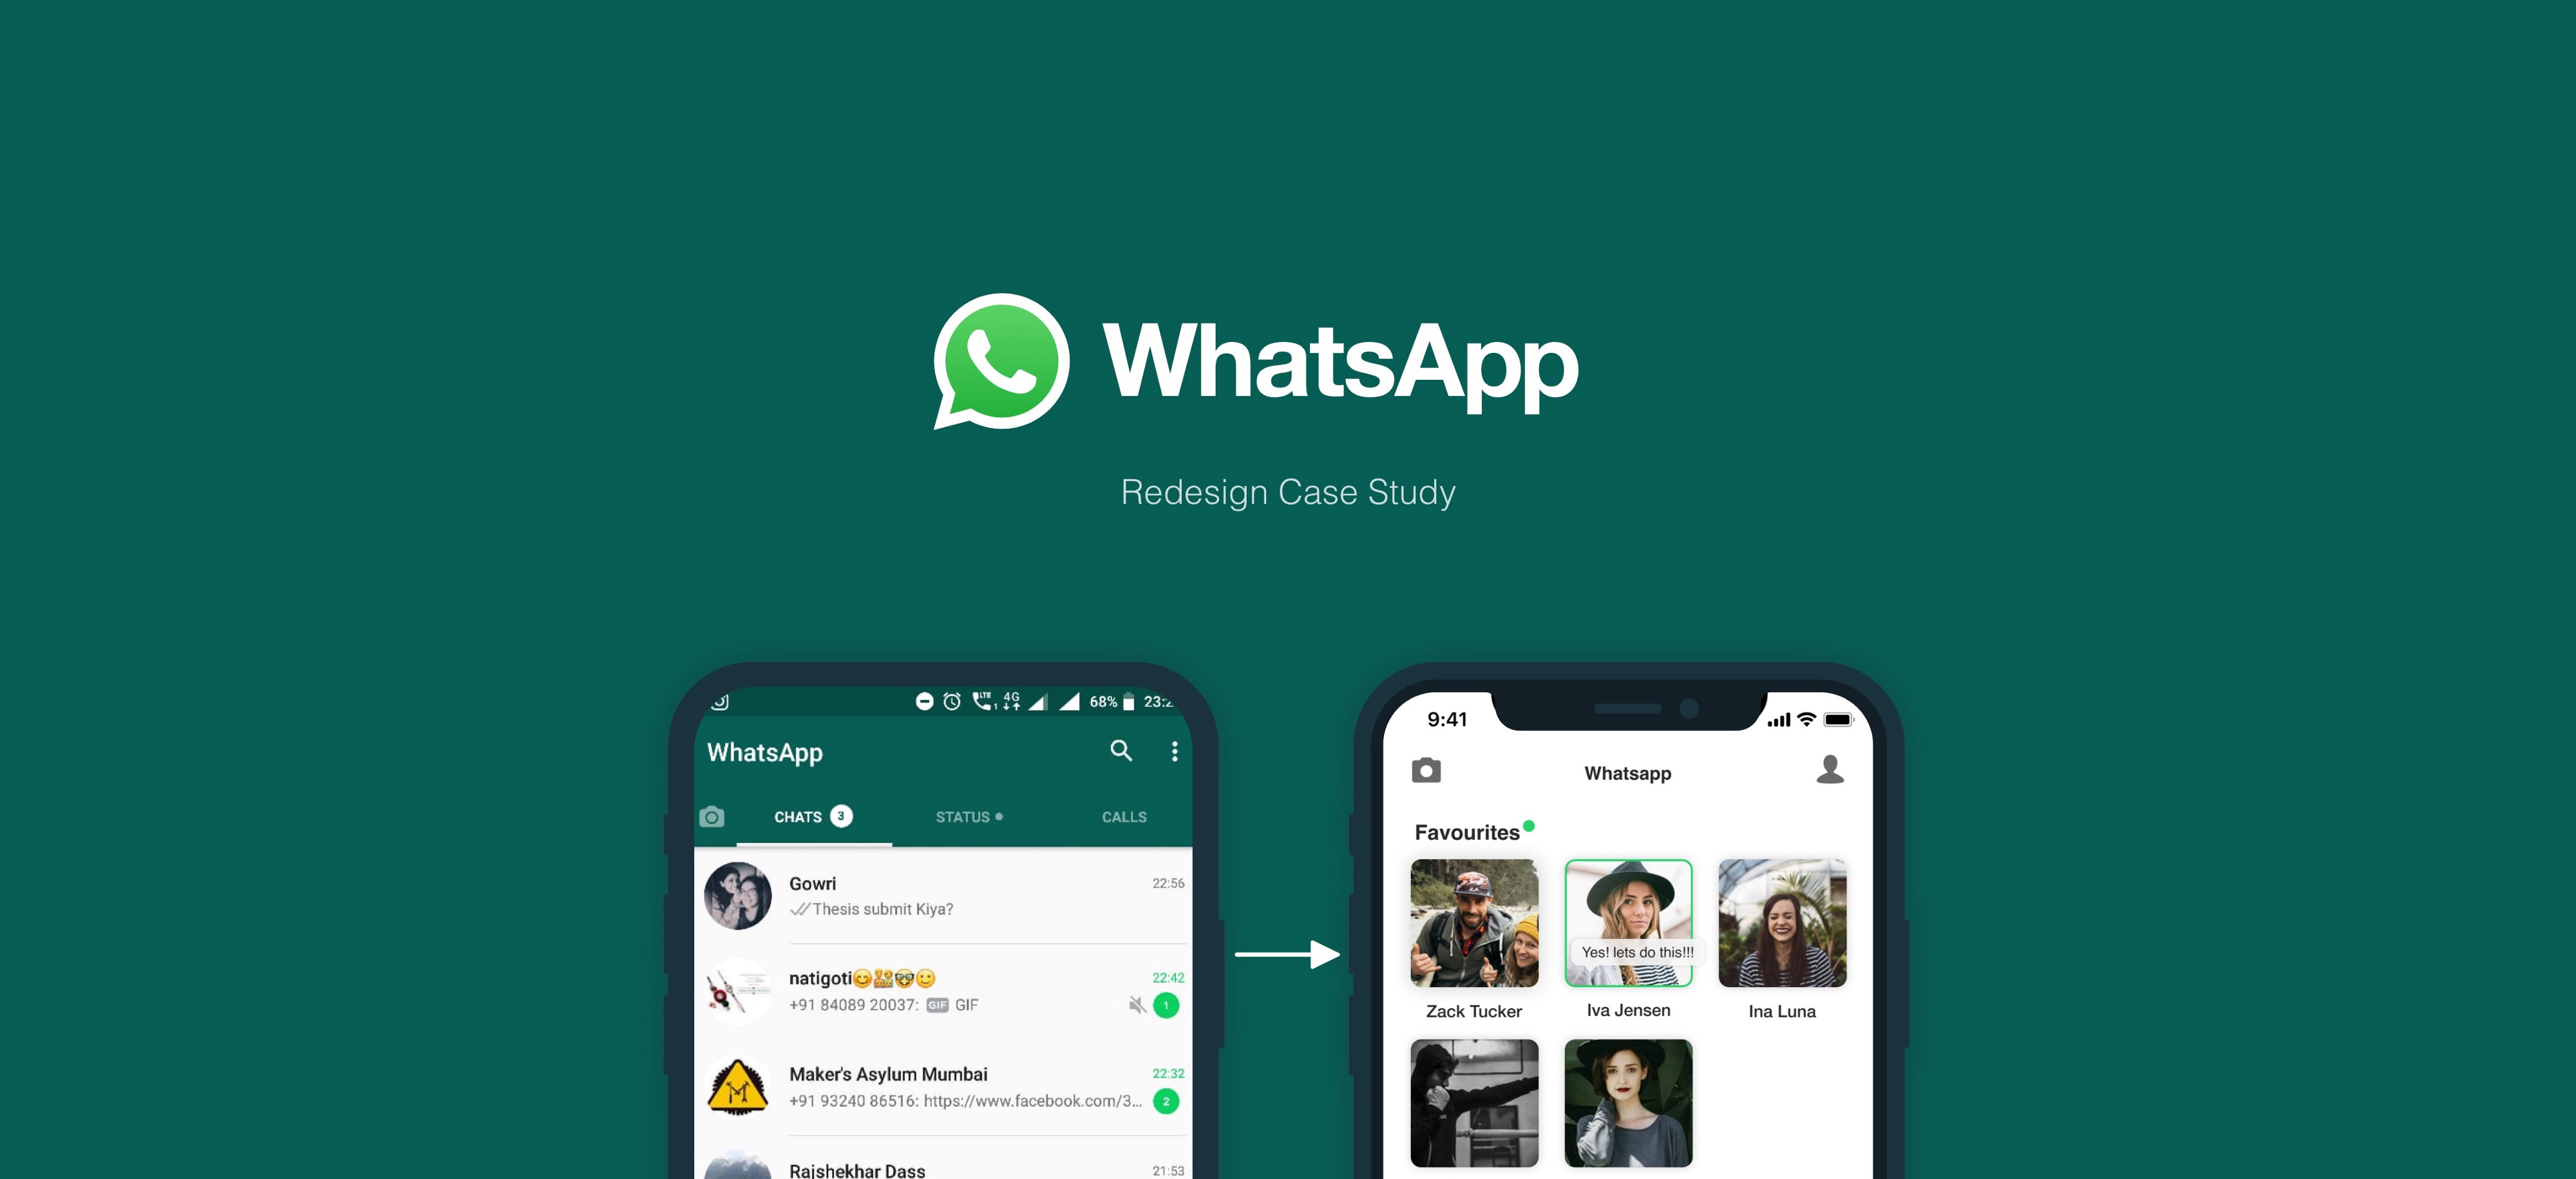 WhatsApp
Redesign Case Study
LTE 1 4G 68%
WhatsApp
CHATS 3 STATUS CALLS
Gowri 22:56
Thesis submit Kiya?
natigoti😊👯🤓🙂 22:42
+91 84089 20037: GIF GIF 1
Maker's Asylum Mumbai 22:32
+91 93240 86516: https://www.facebook.com/3... 2
Rajshekhar Dass 21:53
9:41
Whatsapp
Favourites
Yes! lets do this!!!
Zack Tucker Iva Jensen Ina Luna